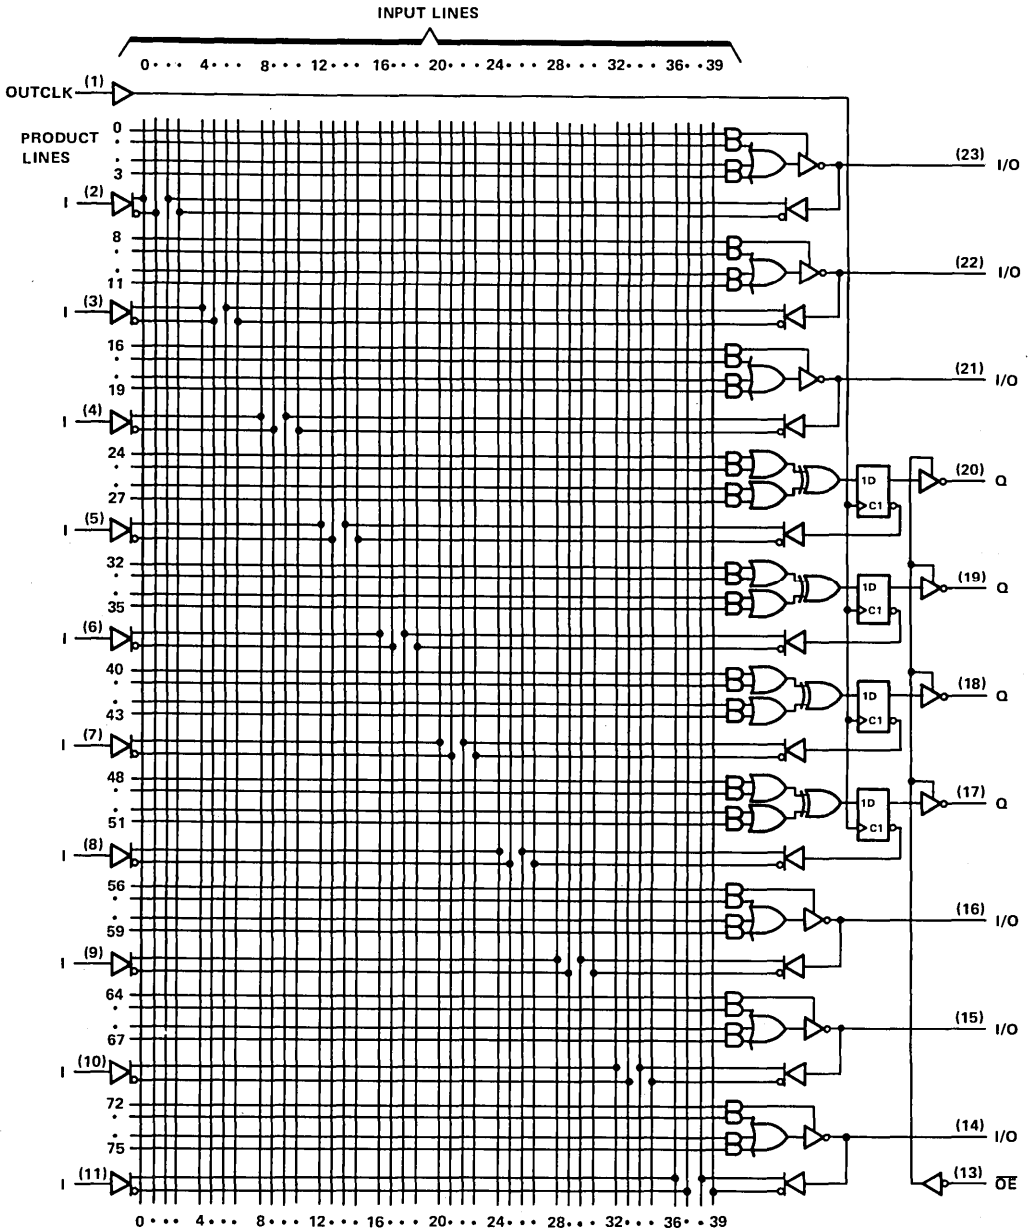 INPUT LINES
0 • • • 4 • • • 8 • • • 12 • • • 16 • • • 20 • • • 24 • • • 28 • • • 32 • • • 36 • • 39
OUTCLK (1)
PRODUCT LINES
0
•
•
3
(23) I/O
I (2)
8
•
•
11
(22) I/O
I (3)
16
•
•
19
(21) I/O
I (4)
24
•
•
27
1D
C1
(20) Q
I (5)
32
•
•
35
1D
C1
(19) Q
I (6)
40
•
•
43
1D
C1
(18) Q
I (7)
48
•
•
51
1D
C1
(17) Q
I (8)
56
•
•
59
(16) I/O
I (9)
64
•
•
67
(15) I/O
I (10)
72
•
•
75
(14) I/O
I (11)
(13) O̅E̅
0 • • • 4 • • • 8 • • • 12 • • • 16 • • • 20 • • • 24 • • • 28 • • • 32 • • • 36 • • 39